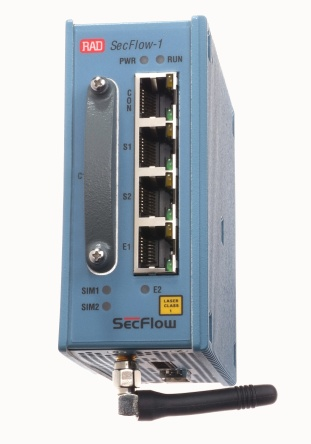 RAD SecFlow-1
PWR RUN
CON
S1
S2
E1
SIM1 E2
SIM2
LASER
CLASS
1
SecFlow